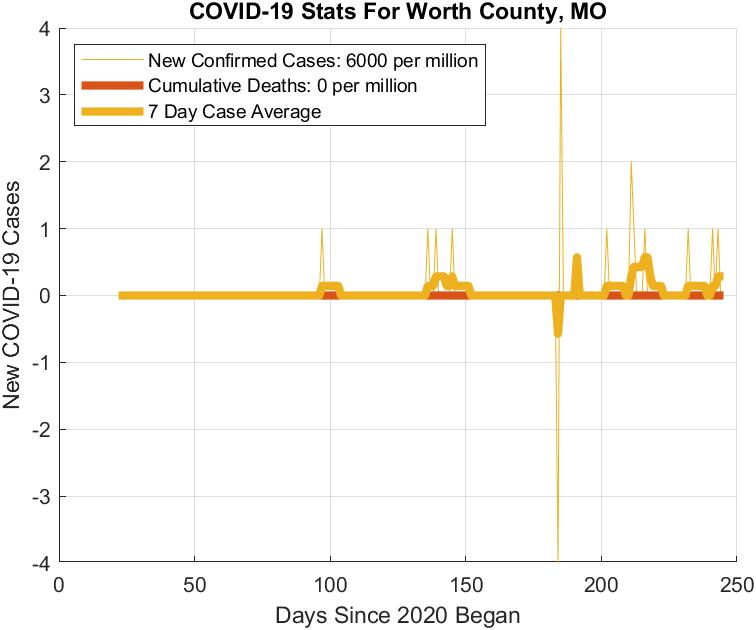 COVID-19 Stats For Worth County, MO
4
3
2
1
0
-1
-2
-3
-4
New COVID-19 Cases
New Confirmed Cases: 6000 per million
Cumulative Deaths: 0 per million
7 Day Case Average
0 50 100 150 200 250
Days Since 2020 Began